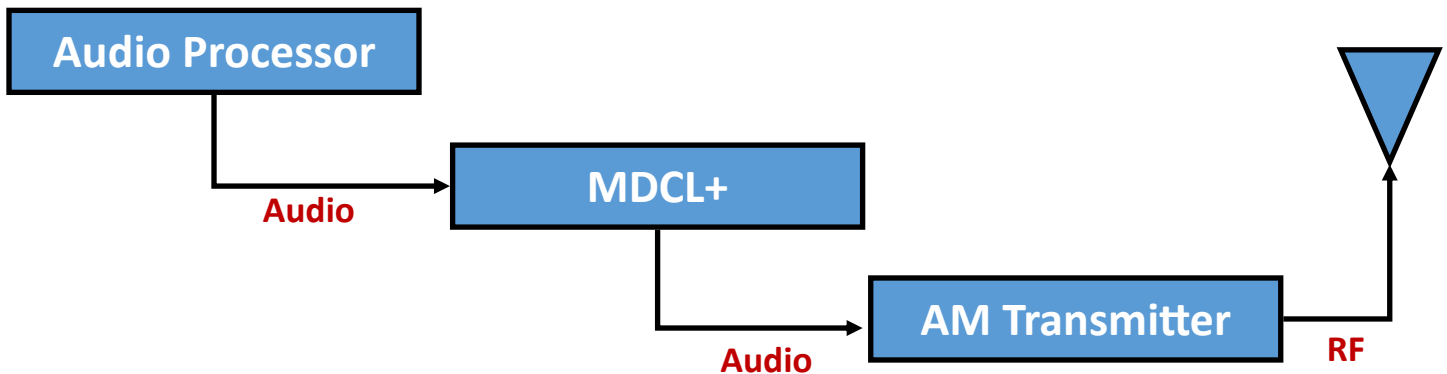 Audio Processor
Audio
MDCL+
Audio
AM Transmitter
RF